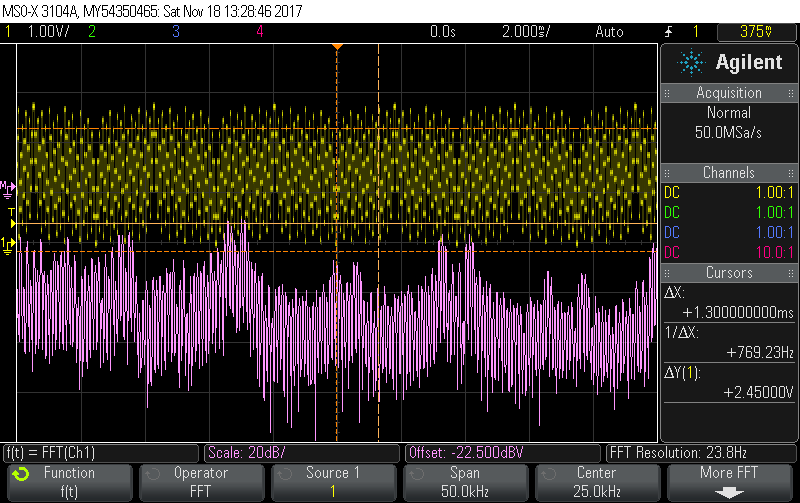 MSO-X 3104A, MY54350465: Sat Nov 18 13:28:46 2017
1 1.00V/ 2 3 4 0.0s 2.000ms/ Auto 1 375mV
Agilent
Acquisition
Normal
50.0MSa/s
Channels
DC 1.00:1
DC 1.00:1
DC 1.00:1
DC 10.0:1
Cursors
ΔX:
+1.300000000ms
1/ΔX:
+769.23Hz
ΔY(1):
+2.45000V
M
T
1
f(t) = FFT(Ch1) Scale: 20dB/ Offset: -22.500dBV FFT Resolution: 23.8Hz
Function Operator Source 1 Span Center More FFT
f(t) FFT 1 50.0kHz 25.0kHz